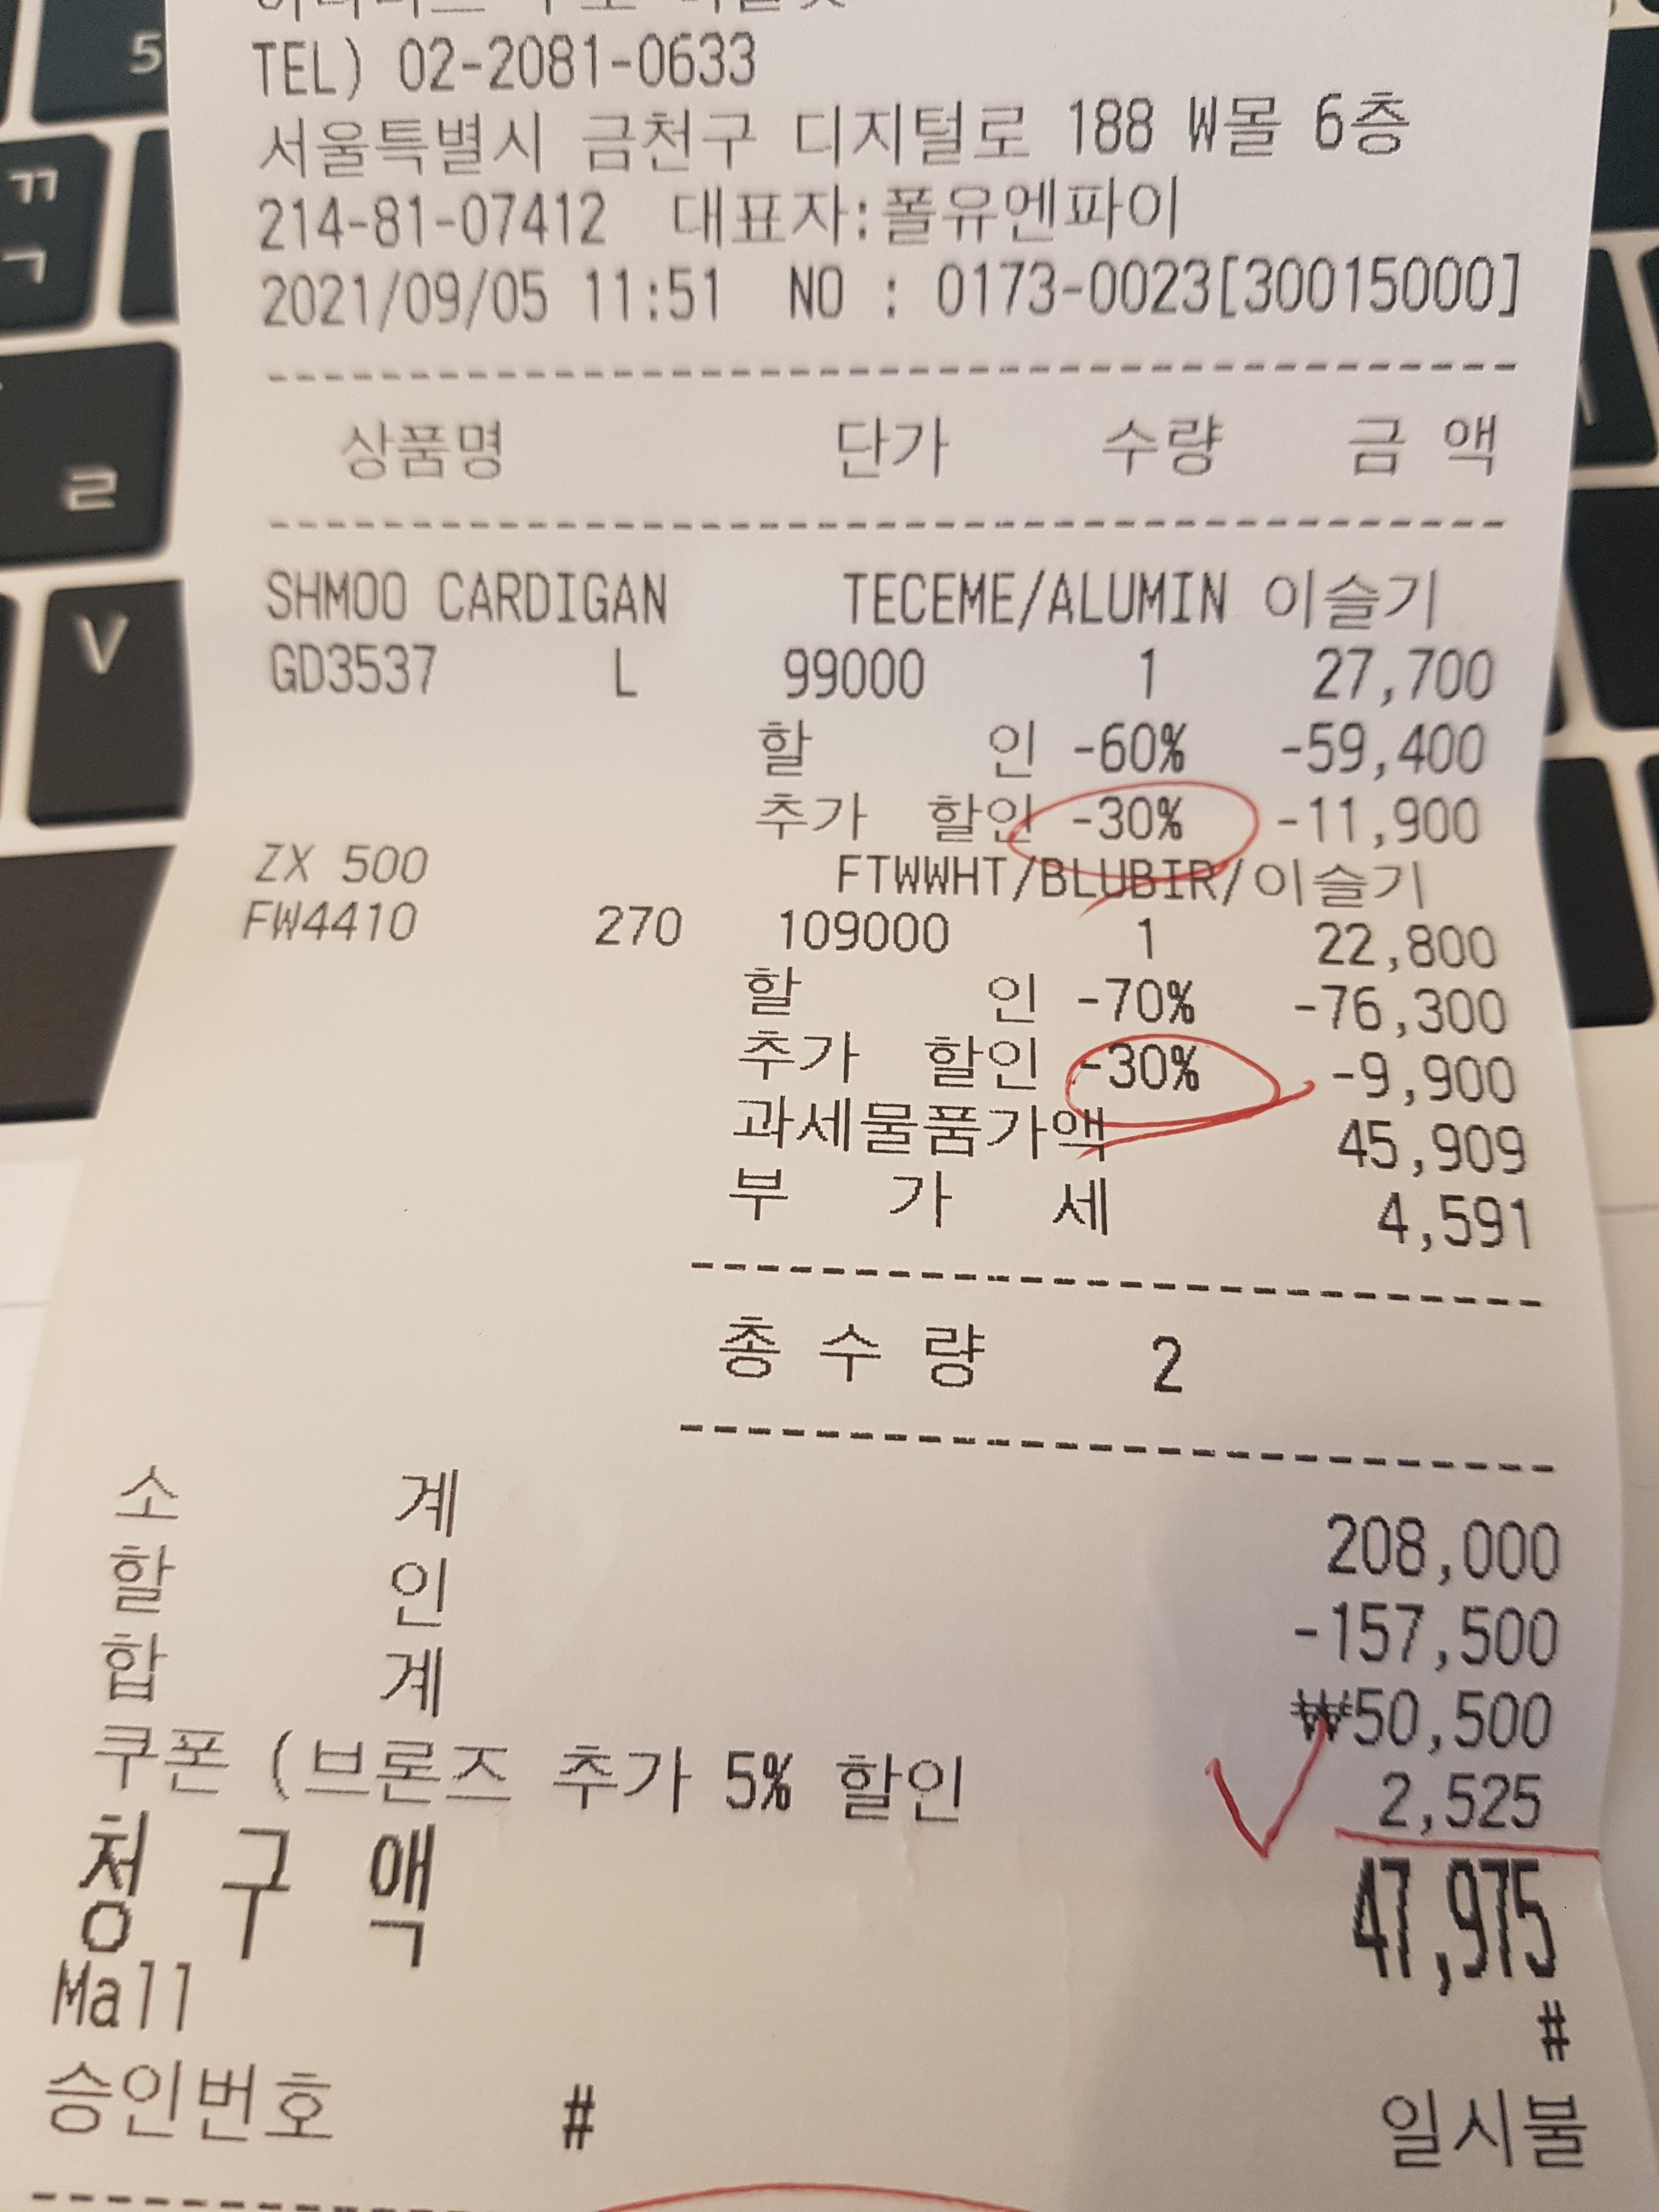 TEL) 02-2081-0633
서울특별시 금천구 디지털로 188 W몰 6층
214-81-07412 대표자:폴유엔파이
2021/09/05 11:51 NO : 0173-0023[30015000]
상품명 단가 수량 금 액
SHMOO CARDIGAN TECEME/ALUMIN 이슬기
GD3537 L 99000 1 27,700
할 인 -60% -59,400
추가 할인 -30% -11,900
ZX 500 FTWWHT/BLUBIR/이슬기
FW4410 270 109000 1 22,800
할 인 -70% -76,300
추가 할인 -30% -9,900
과세물품가액 45,909
부 가 세 4,591
총 수 량 2
소 계 208,000
할 인 -157,500
합 계 ₩50,500
쿠폰 (브론즈 추가 5% 할인 2,525
청 구 액 47,975
Mall #
승인번호 # 일시불
5
ㄲ
ㄱ
ㄹ
V